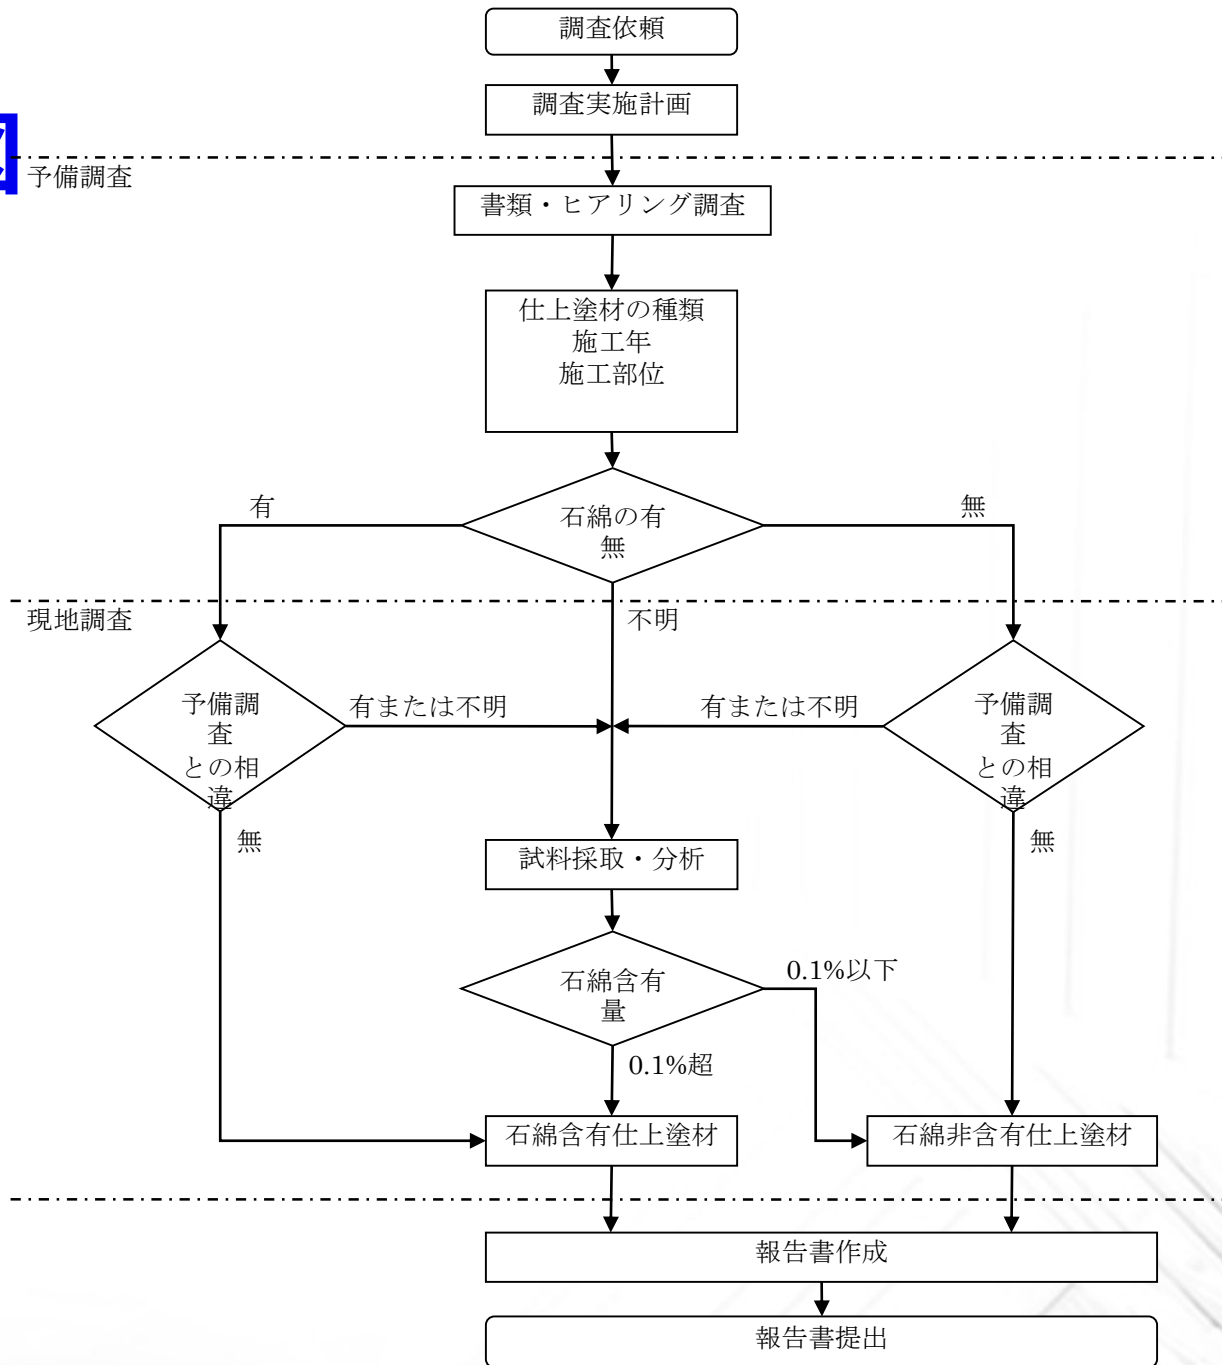 調査依頼
調査実施計画
予備調査
書類・ヒアリング調査
仕上塗材の種類
施工年
施工部位
有
石綿の有
無
無
現地調査
不明
予備調
査
との相
違
有または不明
有または不明
予備調
査
との相
違
無
無
試料採取・分析
石綿含有
量
0.1%以下
0.1%超
石綿含有仕上塗材
石綿非含有仕上塗材
報告書作成
報告書提出